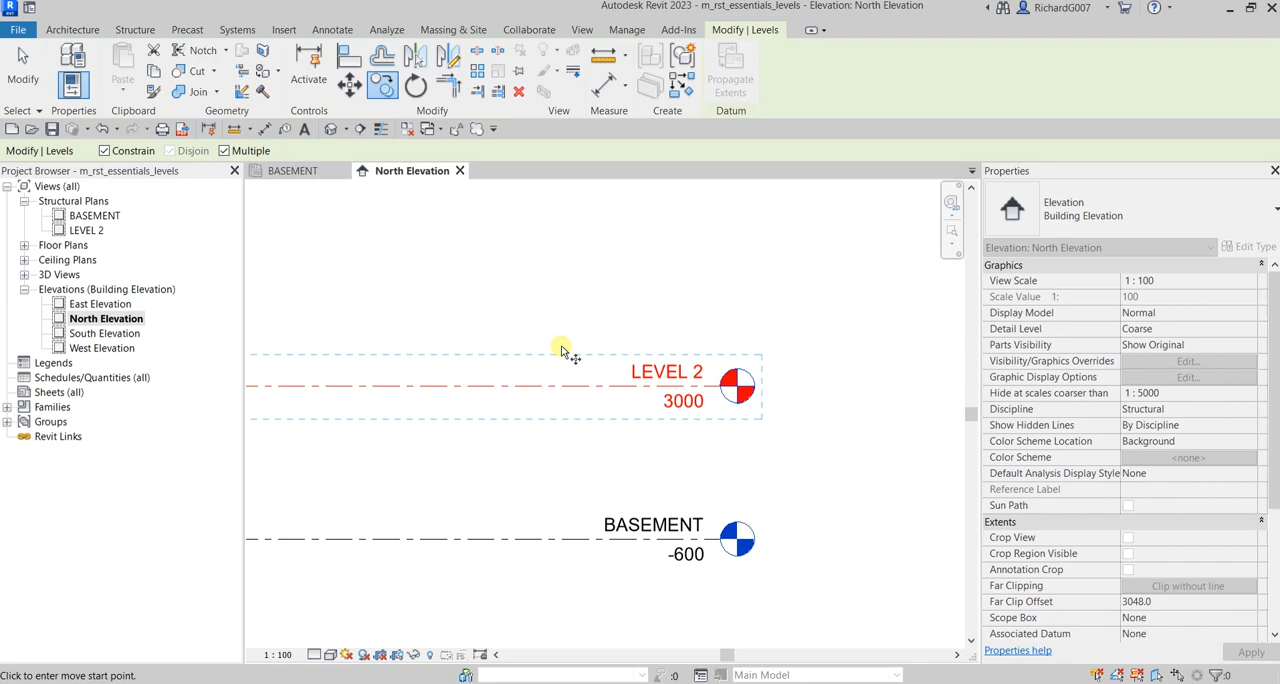 Autodesk Revit 2023 - m_rst_essentials_levels - Elevation: North Elevation
RichardG007
File Architecture Structure Precast Systems Insert Annotate Analyze Massing & Site Collaborate View Manage Add-Ins Modify | Levels
Notch
Cut
Join
Modify
Paste
Activate
Propagate
Extents
Select Properties Clipboard Geometry Controls Modify View Measure Create Datum
Modify | Levels Constrain Disjoin Multiple
Project Browser - m_rst_essentials_levels
BASEMENT
North Elevation
Views (all)
Structural Plans
BASEMENT
LEVEL 2
Floor Plans
Ceiling Plans
3D Views
Elevations (Building Elevation)
East Elevation
North Elevation
South Elevation
West Elevation
Legends
Schedules/Quantities (all)
Sheets (all)
Families
Groups
Revit Links
LEVEL 2
3000
BASEMENT
-600
Properties
Elevation
Building Elevation
Elevation: North Elevation Edit Type
Graphics
View Scale 1 : 100
Scale Value 1: 100
Display Model Normal
Detail Level Coarse
Parts Visibility Show Original
Visibility/Graphics Overrides Edit...
Graphic Display Options Edit...
Hide at scales coarser than 1 : 5000
Discipline Structural
Show Hidden Lines By Discipline
Color Scheme Location Background
Color Scheme <none>
Default Analysis Display Style None
Reference Label
Sun Path
Extents
Crop View
Crop Region Visible
Annotation Crop
Far Clipping Clip without line
Far Clip Offset 3048.0
Scope Box None
Associated Datum None
Properties help Apply
1 : 100
Click to enter move start point.
:0
Main Model
:0